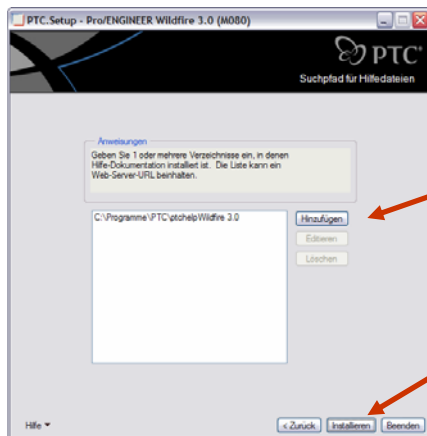 PTC.Setup - Pro/ENGINEER Wildfire 3.0 (M080)
PTC®
Suchpfad für Hilfedateien
Anweisungen
Geben Sie 1 oder mehrere Verzeichnisse ein, in denen
Hilfe-Dokumentation installiert ist. Die Liste kann ein
Web-Server-URL beinhalten.
C:\Programme\PTC\ptchelpWildfire 3.0
Hinzufügen
Editieren
Löschen
Hilfe
< Zurück
Installieren
Beenden